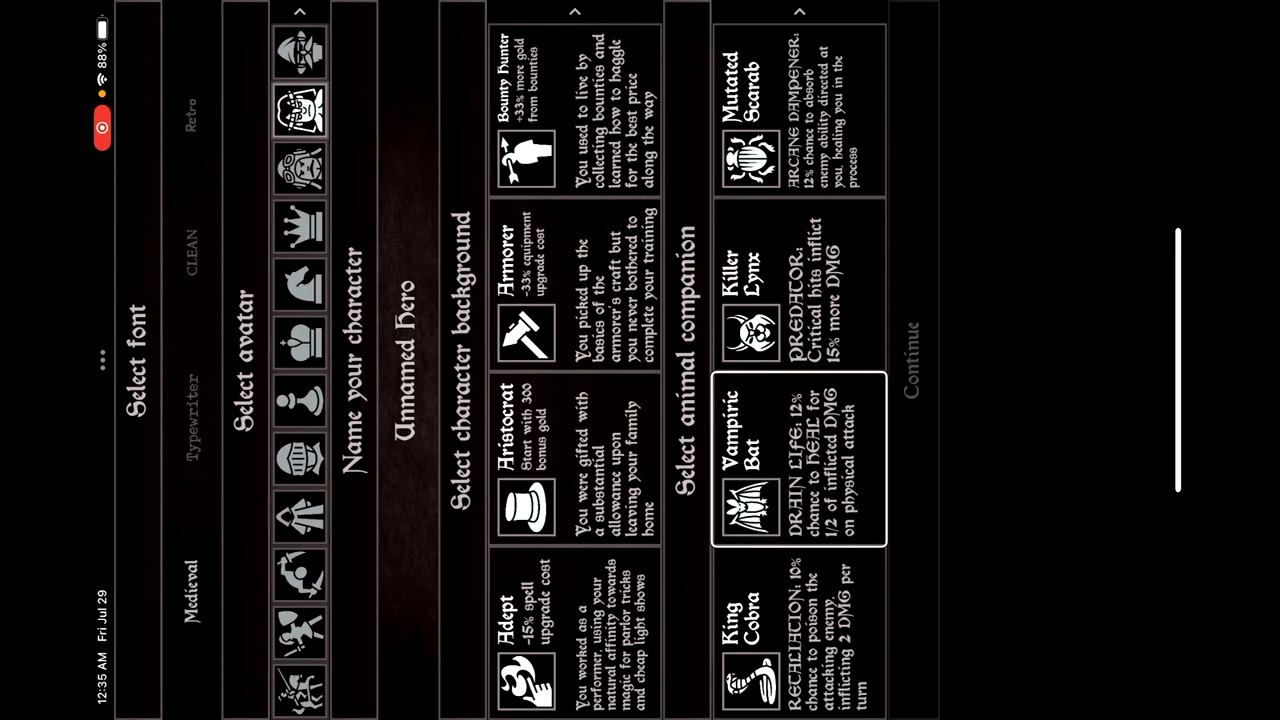 12:35 AM Fri Jul 29
88%
Select font
Medieval
Typewriter
CLEAN
Retro
Select avatar
Name your character
Unnamed Hero
Select character background
Adept
-15% spell
upgrade cost
You worked as a
performer, using your
natural affinity towards
magic for parlor tricks
and cheap light shows
Aristocrat
Start with 300
bonus gold
You were gifted with
a substantial
allowance upon
leaving your family
home
Armorer
-33% equipment
upgrade cost
You picked up the
basics of the
armorer's craft but
you never bothered to
complete your training
Bounty Hunter
+33% more gold
from bounties
You used to live by
collecting bounties and
learned how to haggle
for the best price
along the way
Select animal companion
King
Cobra
RETALIATION: 10%
chance to poison the
attacking enemy,
inflicting 2 DMG per
turn
Vampiric
Bat
DRAIN LIFE: 12%
chance to HEAL for
1/2 of inflicted DMG
on physical attack
Killer
Lynx
PREDATOR:
Critical hits inflict
15% more DMG
Mutated
Scarab
ARCANE DAMPENER:
12% chance to absorb
enemy ability directed at
you, healing you in the
process
Continue